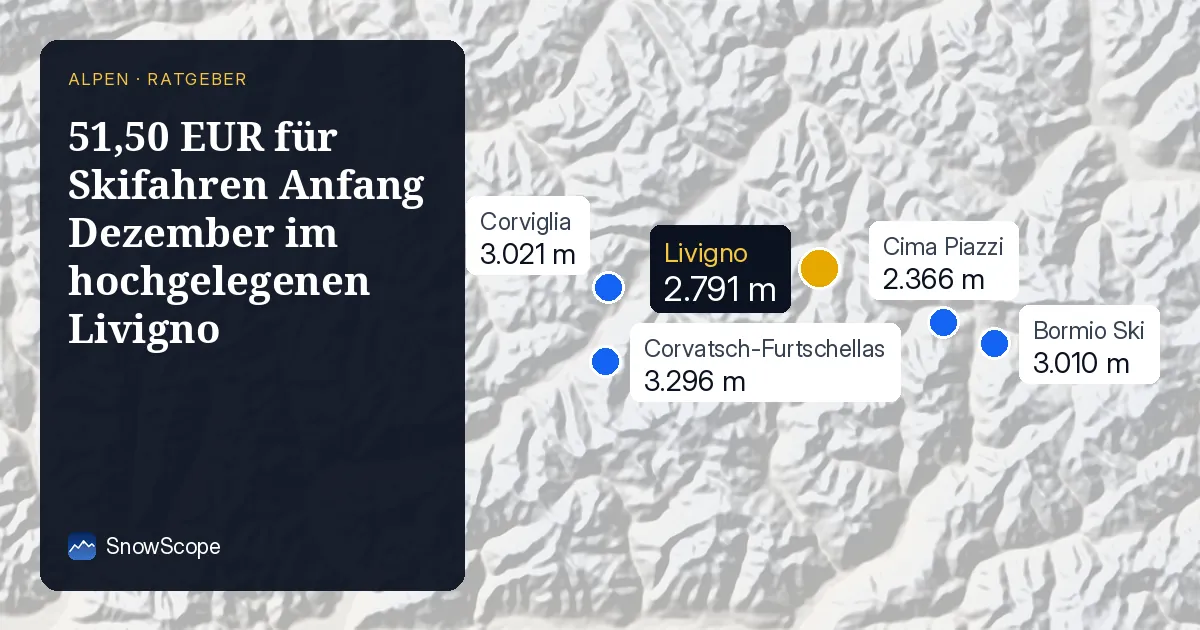 ALPEN · RATGEBER
51,50 EUR für
Skifahren Anfang
Dezember im
hochgelegenen
Livigno
SnowScope
Corviglia
3.021 m
Livigno
2.791 m
Cima Piazzi
2.366 m
Corvatsch-Furtschellas
3.296 m
Bormio Ski
3.010 m